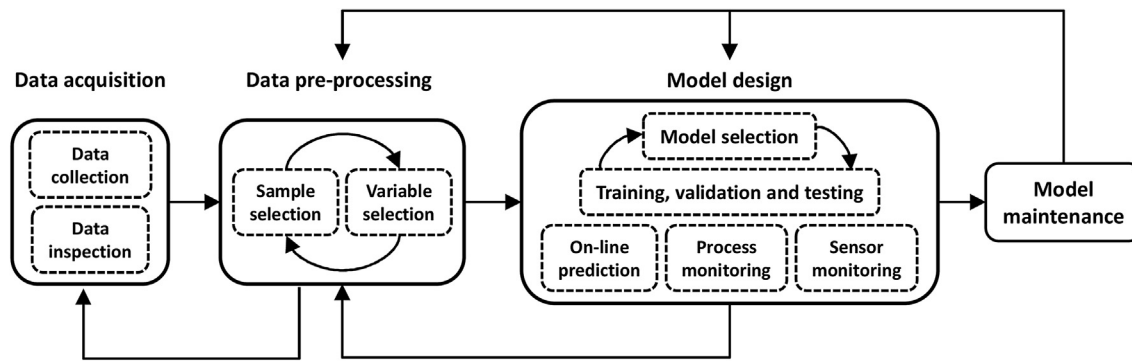 Data acquisition
Data pre-processing
Model design
Data
collection
Data
inspection
Sample
selection
Variable
selection
Model selection
Training, validation and testing
On-line
prediction
Process
monitoring
Sensor
monitoring
Model
maintenance